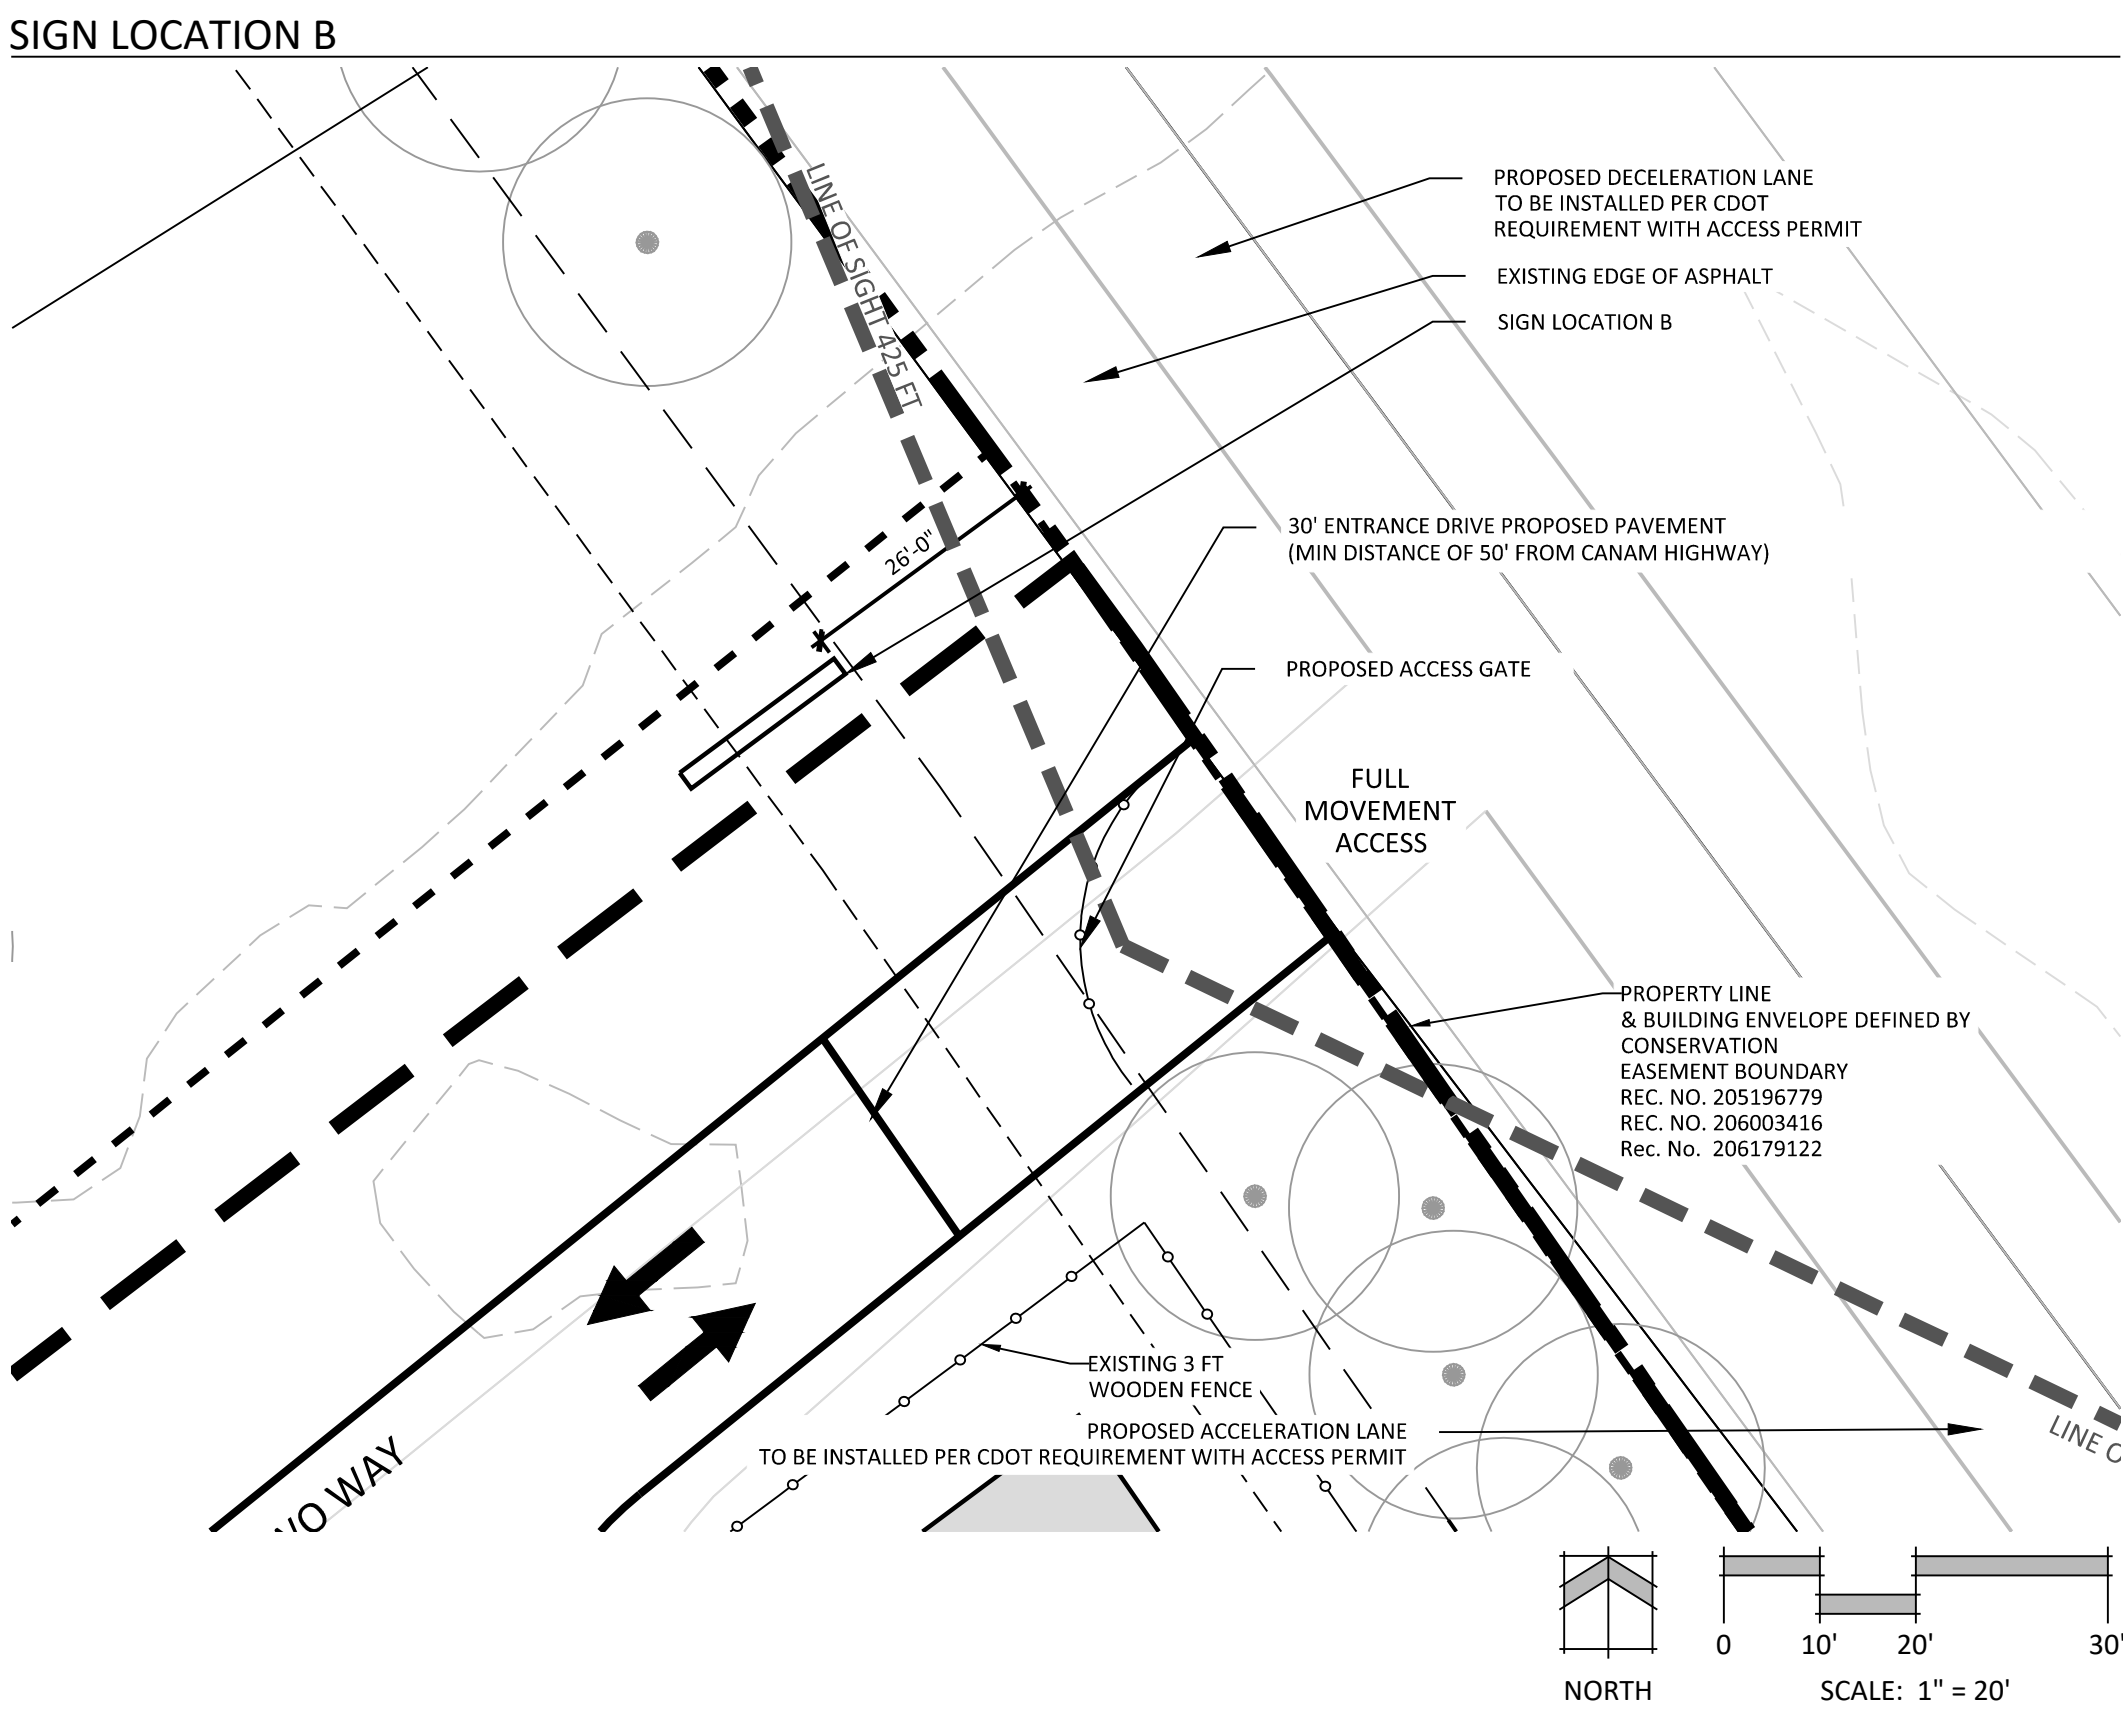 SIGN LOCATION B
PROPOSED DECELERATION LANE
TO BE INSTALLED PER CDOT
REQUIREMENT WITH ACCESS PERMIT
EXISTING EDGE OF ASPHALT
SIGN LOCATION B
LINE OF SIGHT 425 FT
26'-0"
30' ENTRANCE DRIVE PROPOSED PAVEMENT
(MIN DISTANCE OF 50' FROM CANAM HIGHWAY)
PROPOSED ACCESS GATE
FULL
MOVEMENT
ACCESS
PROPERTY LINE
& BUILDING ENVELOPE DEFINED BY
CONSERVATION
EASEMENT BOUNDARY
REC. NO. 205196779
REC. NO. 206003416
Rec. No. 206179122
EXISTING 3 FT
WOODEN FENCE
PROPOSED ACCELERATION LANE
TO BE INSTALLED PER CDOT REQUIREMENT WITH ACCESS PERMIT
LINE
WAY
NORTH
0 10' 20' 30'
SCALE: 1" = 20'